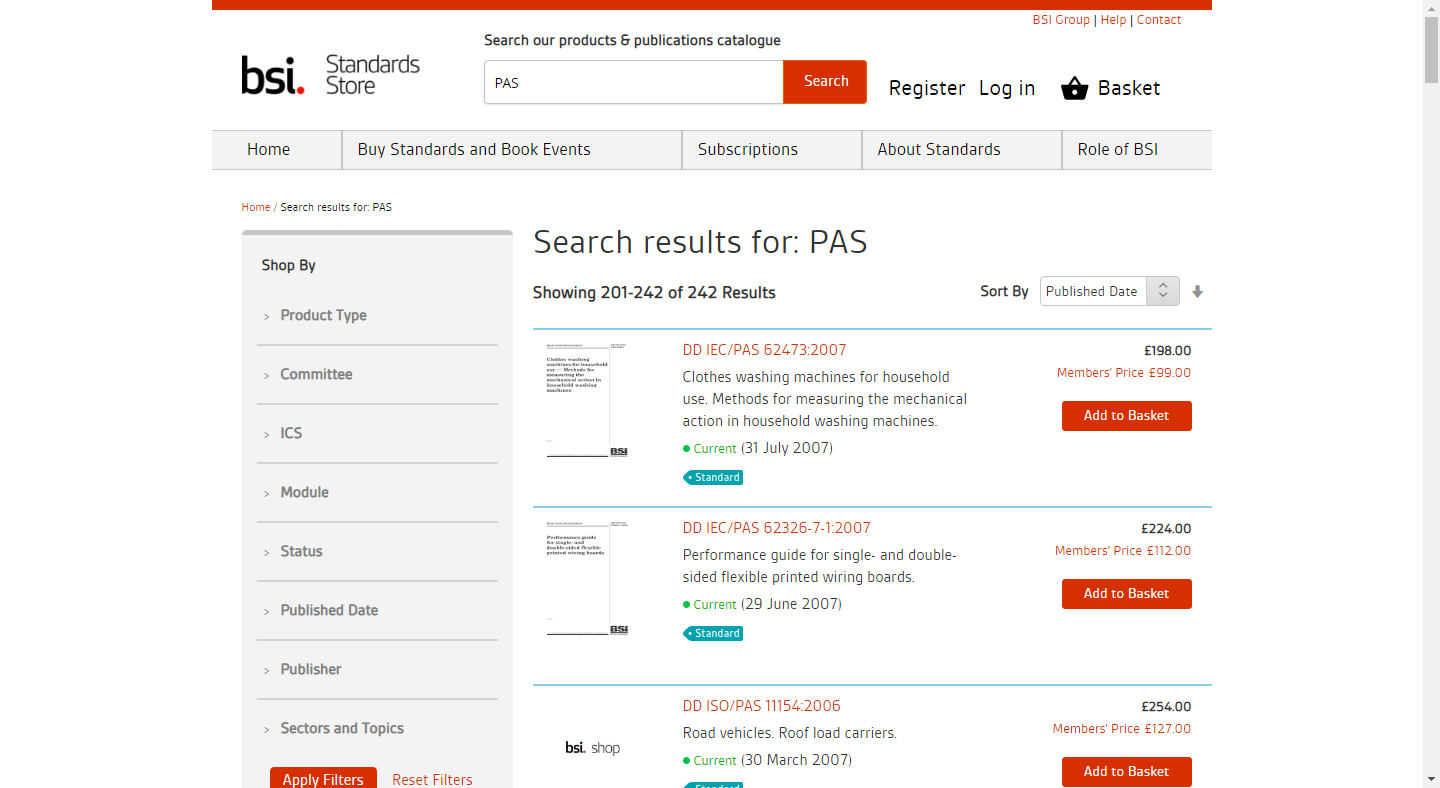 BSI Group | Help | Contact
Search our products & publications catalogue
bsi. Standards Store
PAS
Search
Register Log in Basket
Home
Buy Standards and Book Events
Subscriptions
About Standards
Role of BSI
Home / Search results for: PAS
Shop By
> Product Type
> Committee
> ICS
> Module
> Status
> Published Date
> Publisher
> Sectors and Topics
Apply Filters Reset Filters
Search results for: PAS
Showing 201-242 of 242 Results
Sort By Published Date
Clothes washing
machines for household
use — Methods for
measuring the
mechanical action in
household washing
machines
BSI
DD IEC/PAS 62473:2007
Clothes washing machines for household
use. Methods for measuring the mechanical
action in household washing machines.
Current (31 July 2007)
Standard
£198.00
Members' Price £99.00
Add to Basket
Performance guide
for single- and
double-sided flexible
printed wiring boards
BSI
DD IEC/PAS 62326-7-1:2007
Performance guide for single- and double-
sided flexible printed wiring boards.
Current (29 June 2007)
Standard
£224.00
Members' Price £112.00
Add to Basket
bsi. shop
DD ISO/PAS 11154:2006
Road vehicles. Roof load carriers.
Current (30 March 2007)
Standard
£254.00
Members' Price £127.00
Add to Basket